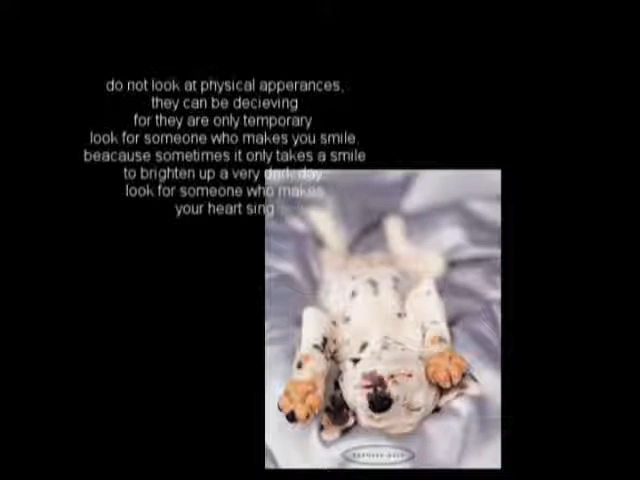 do not look at physical apperances,
they can be decieving
for they are only temporary
look for someone who makes you smile.
beacause sometimes it only takes a smile
to brighten up a very dark day
look for someone who makes
your heart sing